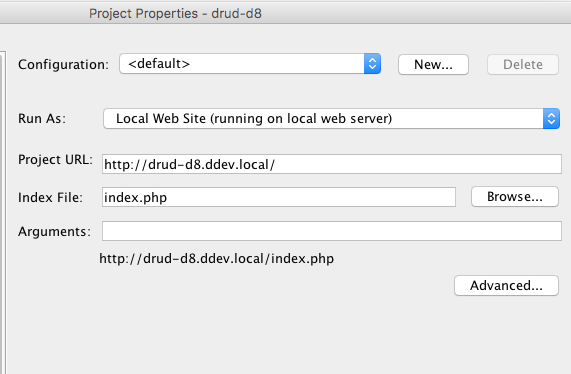 Project Properties - drud-d8
Configuration: <default> New... Delete
Run As: Local Web Site (running on local web server)
Project URL: http://drud-d8.ddev.local/
Index File: index.php Browse...
Arguments:
http://drud-d8.ddev.local/index.php
Advanced...